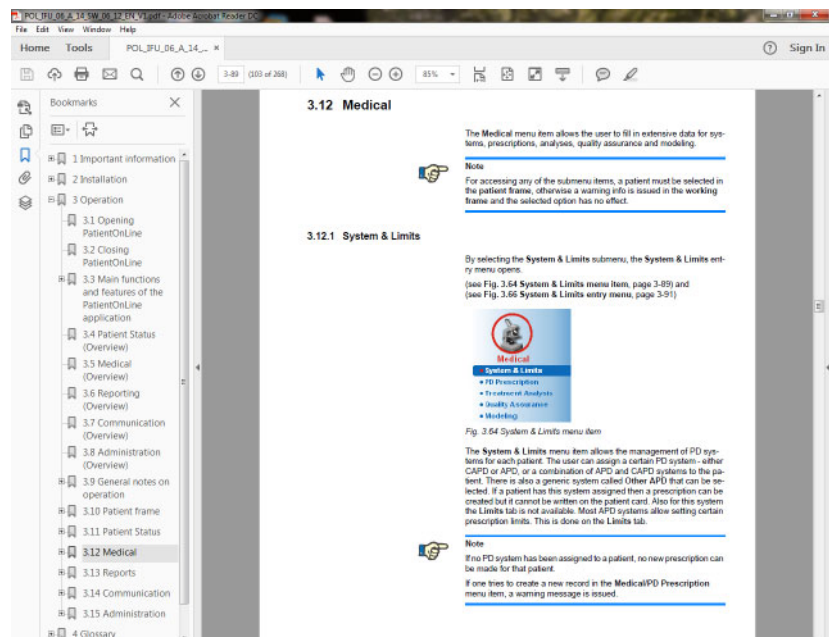 POL_IFU_06_A_14_SW_06_12_EN_V1.pdf - Adobe Acrobat Reader DC
File Edit View Window Help
Home Tools POL_IFU_06_A_14_... × Sign In
3-89 (103 of 268) 85%
Bookmarks
1 Important information
2 Installation
3 Operation
3.1 Opening
PatientOnLine
3.2 Closing
PatientOnLine
3.3 Main functions
and features of the
PatientOnLine
application
3.4 Patient Status
(Overview)
3.5 Medical
(Overview)
3.6 Reporting
(Overview)
3.7 Communication
(Overview)
3.8 Administration
(Overview)
3.9 General notes on
operation
3.10 Patient frame
3.11 Patient Status
3.12 Medical
3.13 Reports
3.14 Communication
3.15 Administration
4 Glossary
3.12 Medical
The Medical menu item allows the user to fill in extensive data for sys-
tems, prescriptions, analyses, quality assurance and modeling.
Note
For accessing any of the submenu items, a patient must be selected in
the patient frame, otherwise a warning info is issued in the working
frame and the selected option has no effect.
3.12.1 System & Limits
By selecting the System & Limits submenu, the System & Limits ent-
ry menu opens.
(see Fig. 3.64 System & Limits menu item, page 3-89) and
(see Fig. 3.66 System & Limits entry menu, page 3-91)
Medical
System & Limits
PD Prescription
Treatment Analysis
Quality Assurance
Modeling
Fig. 3.64 System & Limits menu item
The System & Limits menu item allows the management of PD sys-
tems for each patient. The user can assign a certain PD system - either
CAPD or APD, or a combination of APD and CAPD systems to the pa-
tient. There is also a generic system called Other APD that can be se-
lected. If a patient has this system assigned then a prescription can be
created but it cannot be written on the patient card. Also for this system
the Limits tab is not available. Most APD systems allow setting certain
prescription limits. This is done on the Limits tab.
Note
If no PD system has been assigned to a patient, no new prescription can
be made for that patient.
If one tries to create a new record in the Medical/PD Prescription
menu item, a warning message is issued.